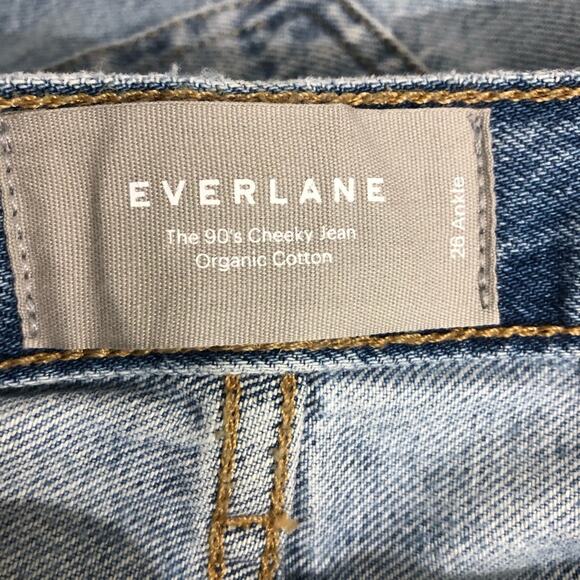 EVERLANE
The 90's Cheeky Jean
Organic Cotton
26 Ankle